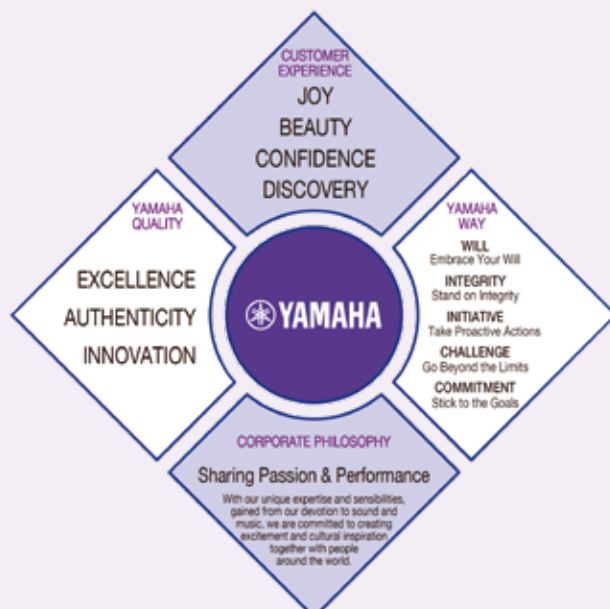 CUSTOMER
EXPERIENCE
JOY
BEAUTY
CONFIDENCE
DISCOVERY
YAMAHA
QUALITY
EXCELLENCE
AUTHENTICITY
INNOVATION
YAMAHA
YAMAHA
WAY
WILL
Embrace Your Will
INTEGRITY
Stand on Integrity
INITIATIVE
Take Proactive Actions
CHALLENGE
Go Beyond the Limits
COMMITMENT
Stick to the Goals
CORPORATE PHILOSOPHY
Sharing Passion & Performance
With our unique expertise and sensibilities,
gained from our devotion to sound and
music, we are committed to creating
excitement and cultural inspiration
together with people
around the world.